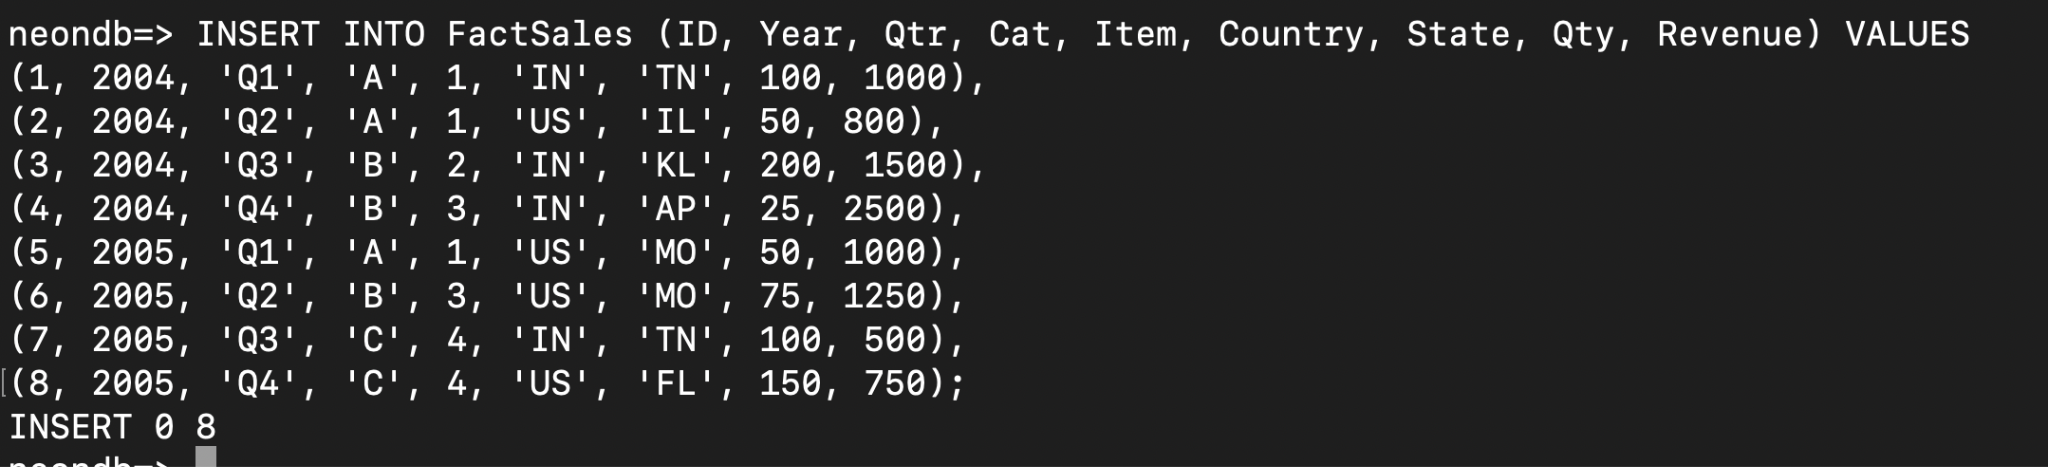 neondb=> INSERT INTO FactSales (ID, Year, Qtr, Cat, Item, Country, State, Qty, Revenue) VALUES
(1, 2004, 'Q1', 'A', 1, 'IN', 'TN', 100, 1000),
(2, 2004, 'Q2', 'A', 1, 'US', 'IL', 50, 800),
(3, 2004, 'Q3', 'B', 2, 'IN', 'KL', 200, 1500),
(4, 2004, 'Q4', 'B', 3, 'IN', 'AP', 25, 2500),
(5, 2005, 'Q1', 'A', 1, 'US', 'MO', 50, 1000),
(6, 2005, 'Q2', 'B', 3, 'US', 'MO', 75, 1250),
(7, 2005, 'Q3', 'C', 4, 'IN', 'TN', 100, 500),
(8, 2005, 'Q4', 'C', 4, 'US', 'FL', 150, 750);
INSERT 0 8
neondb=>